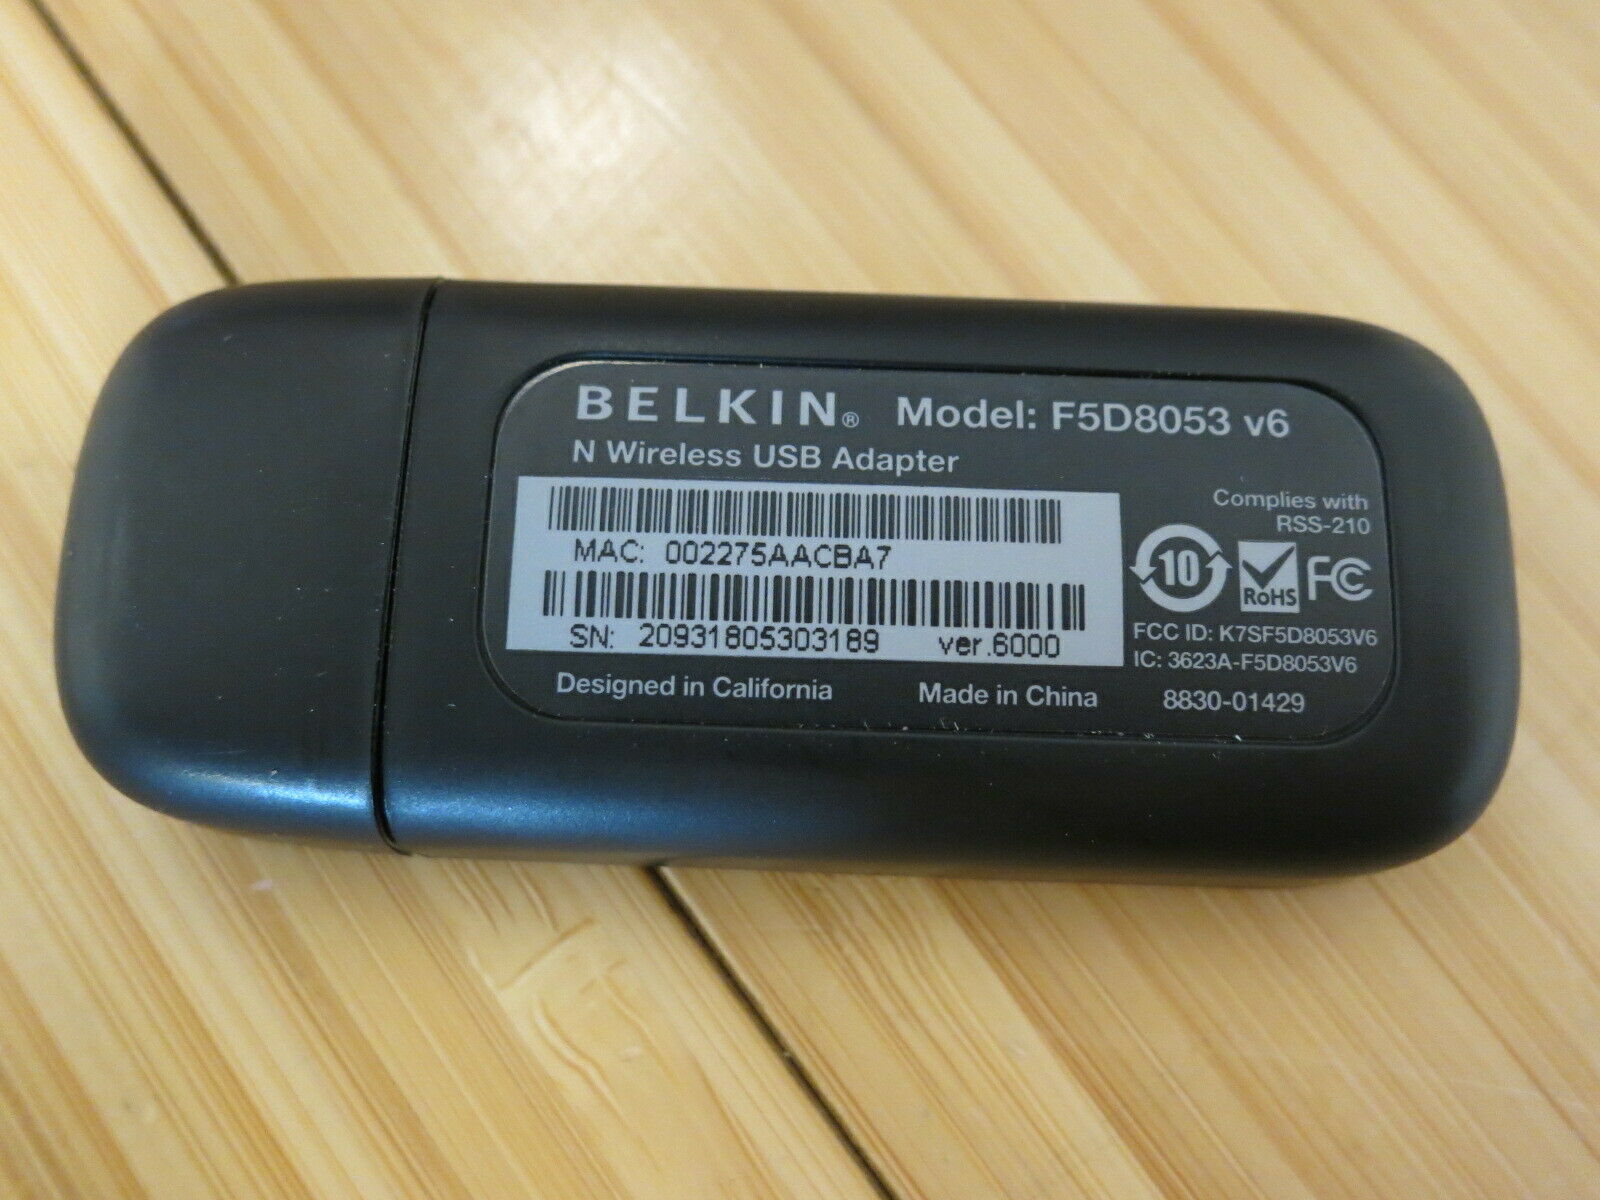 BELKIN® Model: F5D8053 v6
N Wireless USB Adapter
Complies with
RSS-210
MAC: 002275AACBA7
10
RoHS
FC
SN: 20931805303189 ver.6000
FCC ID: K7SF5D8053V6
IC: 3623A-F5D8053V6
Designed in California Made in China 8830-01429